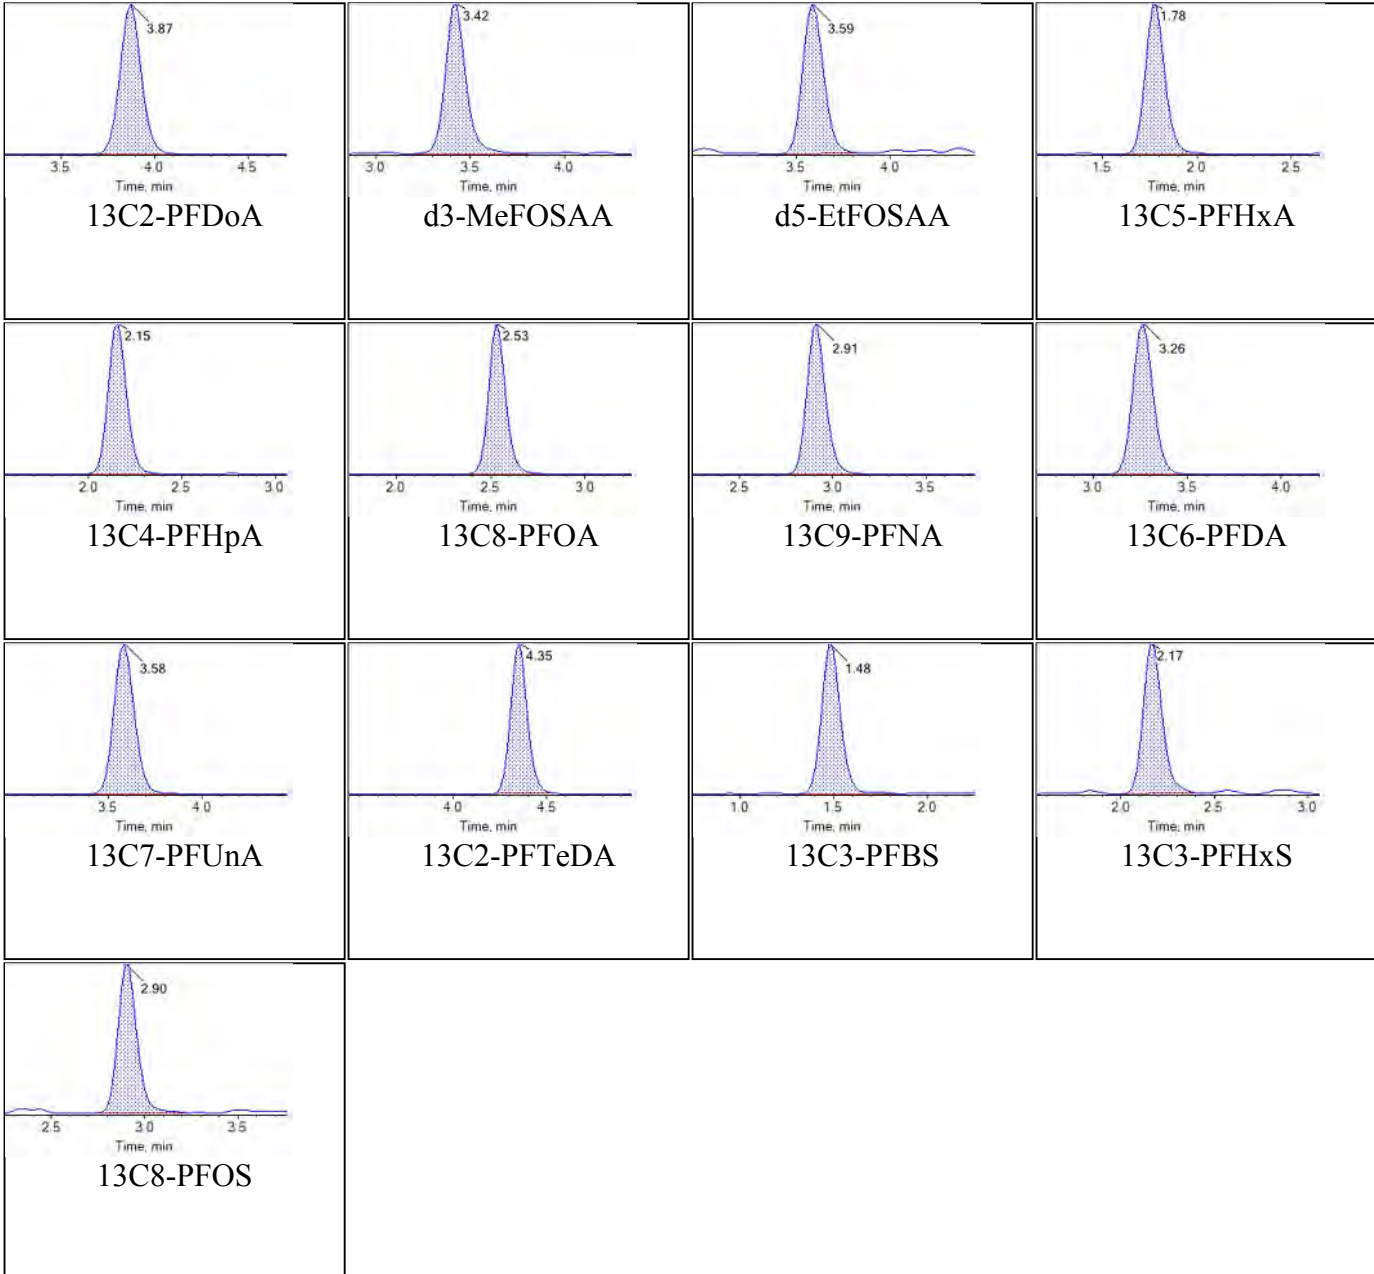 3.87
3.5 4.0 4.5
Time, min
13C2-PFDoA
3.42
3.0 3.5 4.0
Time, min
d3-MeFOSAA
3.59
3.5 4.0
Time, min
d5-EtFOSAA
1.78
1.5 2.0 2.5
Time, min
13C5-PFHxA
2.15
2.0 2.5 3.0
Time, min
13C4-PFHpA
2.53
2.0 2.5 3.0
Time, min
13C8-PFOA
2.91
2.5 3.0 3.5
Time, min
13C9-PFNA
3.26
3.0 3.5 4.0
Time, min
13C6-PFDA
3.58
3.5 4.0
Time, min
13C7-PFUnA
4.35
4.0 4.5
Time, min
13C2-PFTeDA
1.48
1.0 1.5 2.0
Time, min
13C3-PFBS
2.17
2.0 2.5 3.0
Time, min
13C3-PFHxS
2.90
2.5 3.0 3.5
Time, min
13C8-PFOS